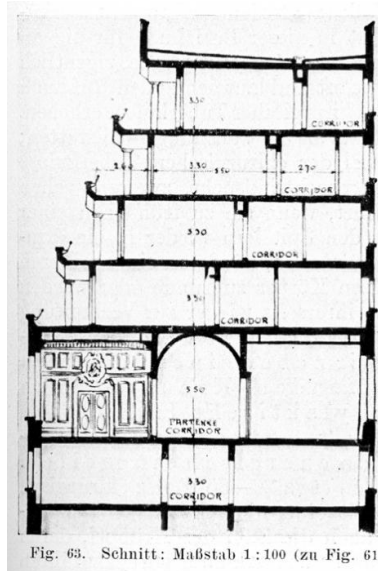 3.50
CORRIDOR
2.60 3.30 5.50 2.70
CORRIDOR
3.30
CORRIDOR
3.50
CORRIDOR
5.50
PARTERRE
CORRIDOR
3.30
CORRIDOR
Fig. 63. Schnitt: Maßstab 1:100 (zu Fig. 61